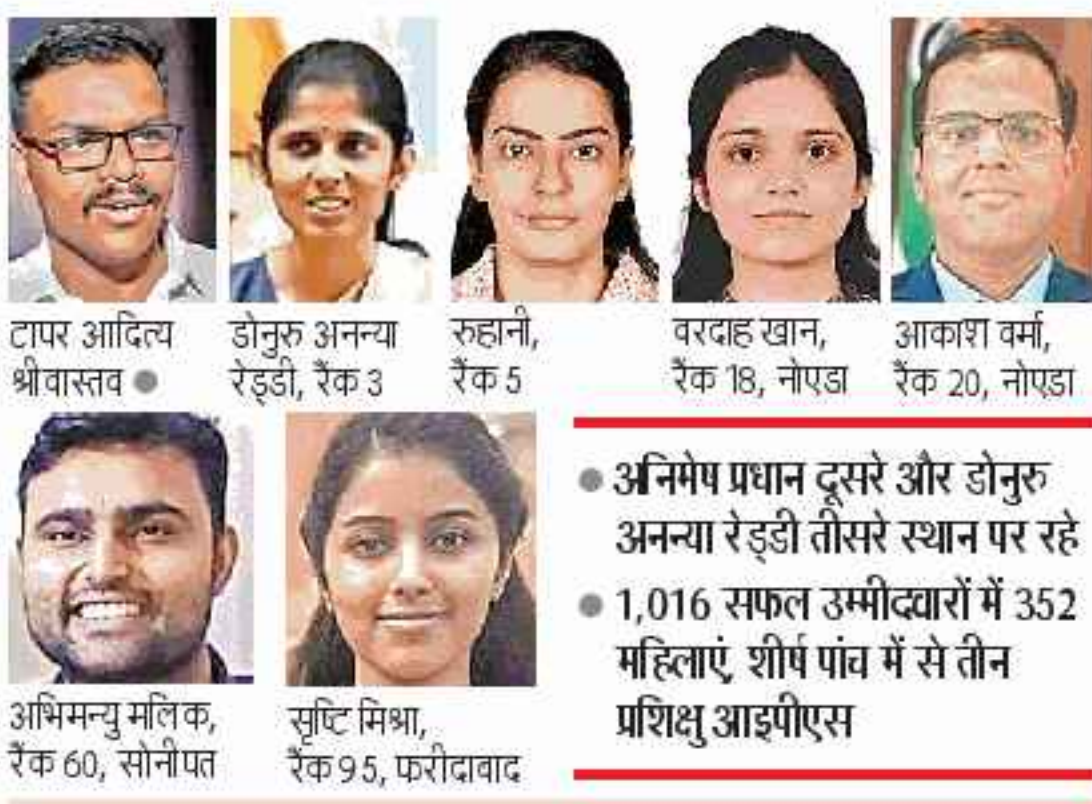 टापर आदित्य
श्रीवास्तव
डोनुरु अनन्या
रेड्डी, रैंक 3
रुहानी,
रैंक 5
वरदाह खान,
रैंक 18, नोएडा
आकाश वर्मा,
रैंक 20, नोएडा
अभिमन्यु मलिक,
रैंक 60, सोनीपत
सृष्टि मिश्रा,
रैंक 95, फरीदाबाद
● अनिमेष प्रधान दूसरे और डोनुरु
अनन्या रेड्डी तीसरे स्थान पर रहे
● 1,016 सफल उम्मीदवारों में 352
महिलाएं, शीर्ष पांच में से तीन
प्रशिक्षु आइपीएस